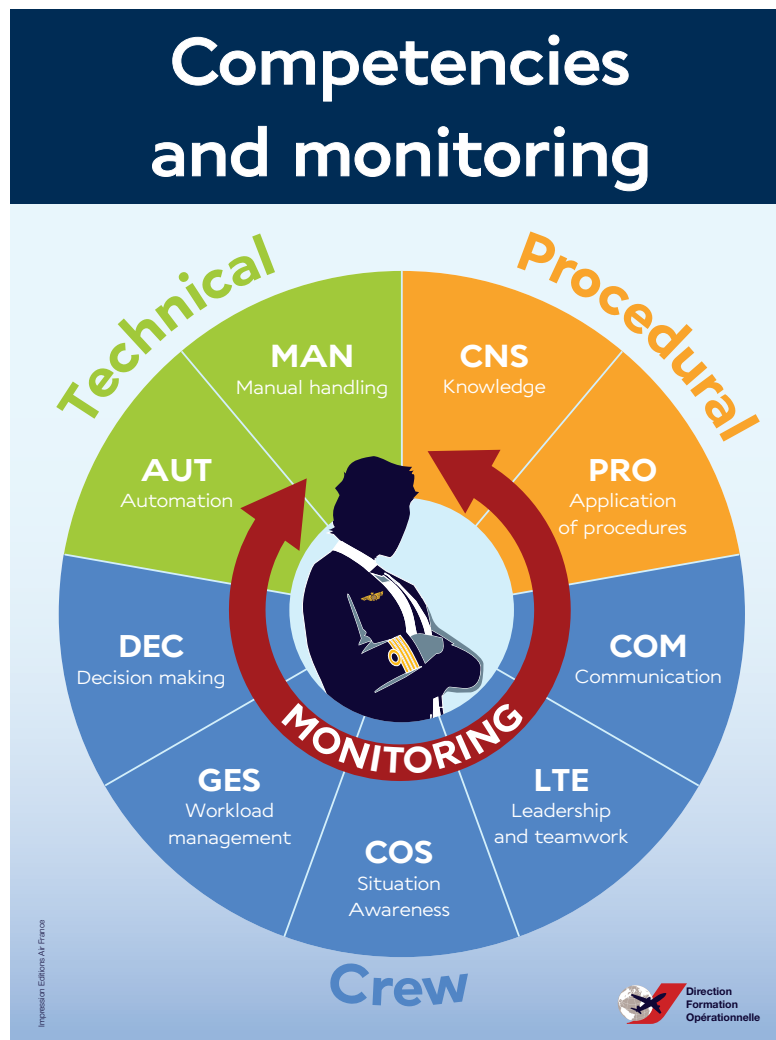 Competencies
and monitoring
Technical
Procedural
MAN
Manual handling
CNS
Knowledge
AUT
Automation
PRO
Application
of procedures
DEC
Decision making
COM
Communication
MONITORING
GES
Workload
management
LTE
Leadership
and teamwork
COS
Situation
Awareness
Crew
Impression Editions Air France
Direction
Formation
Opérationnelle